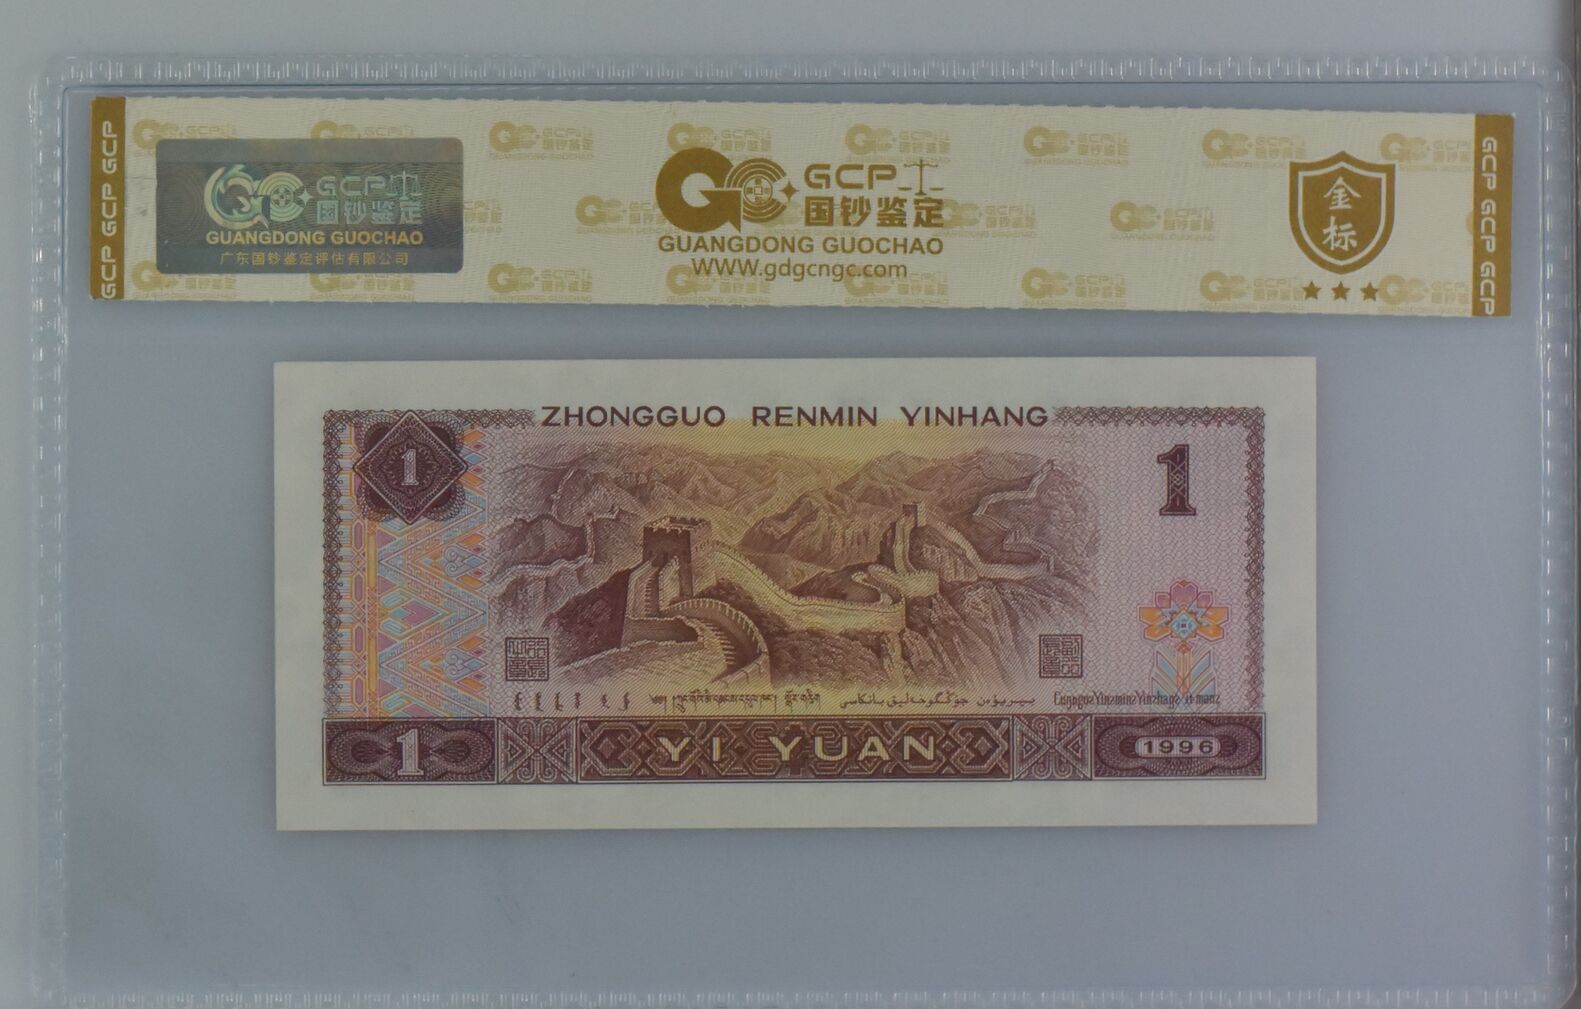 GCP GCP GCP
GCP
国钞鉴定
GUANGDONG GUOCHAO
广东国钞鉴定评估有限公司
GCP
国钞鉴定
GUANGDONG GUOCHAO
WWW.gdgcngc.com
金标
GCP GCP GCP
ZHONGGUO RENMIN YINHANG
1
1
1
YI YUAN
1996